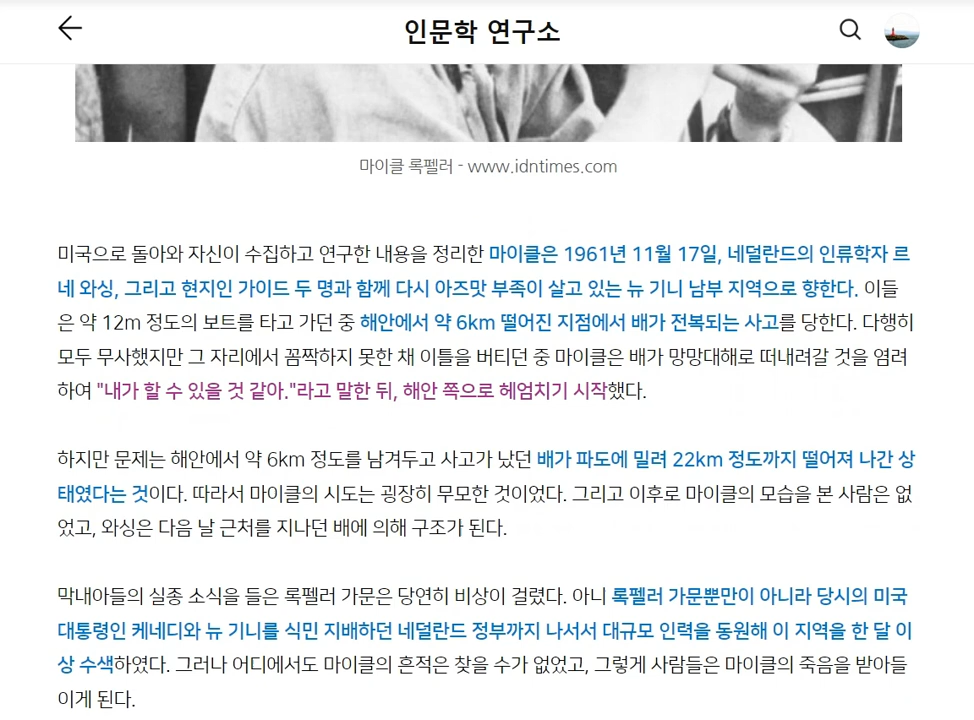 인문학 연구소
마이클 록펠러 - www.idntimes.com
미국으로 돌아와 자신이 수집하고 연구한 내용을 정리한 마이클은 1961년 11월 17일, 네덜란드의 인류학자 르
네 와싱, 그리고 현지인 가이드 두 명과 함께 다시 아즈맛 부족이 살고 있는 뉴 기니 남부 지역으로 향한다. 이들
은 약 12m 정도의 보트를 타고 가던 중 해안에서 약 6km 떨어진 지점에서 배가 전복되는 사고를 당한다. 다행히
모두 무사했지만 그 자리에서 꼼짝하지 못한 채 이틀을 버티던 중 마이클은 배가 망망대해로 떠내려갈 것을 염려
하여 "내가 할 수 있을 것 같아."라고 말한 뒤, 해안 쪽으로 헤엄치기 시작했다.
하지만 문제는 해안에서 약 6km 정도를 남겨두고 사고가 났던 배가 파도에 밀려 22km 정도까지 떨어져 나간 상
태였다는 것이다. 따라서 마이클의 시도는 굉장히 무모한 것이었다. 그리고 이후로 마이클의 모습을 본 사람은 없
었고, 와싱은 다음 날 근처를 지나던 배에 의해 구조가 된다.
막내아들의 실종 소식을 들은 록펠러 가문은 당연히 비상이 걸렸다. 아니 록펠러 가문뿐만이 아니라 당시의 미국
대통령인 케네디와 뉴 기니를 식민 지배하던 네덜란드 정부까지 나서서 대규모 인력을 동원해 이 지역을 한 달 이
상 수색하였다. 그러나 어디에서도 마이클의 흔적은 찾을 수가 없었고, 그렇게 사람들은 마이클의 죽음을 받아들
이게 된다.